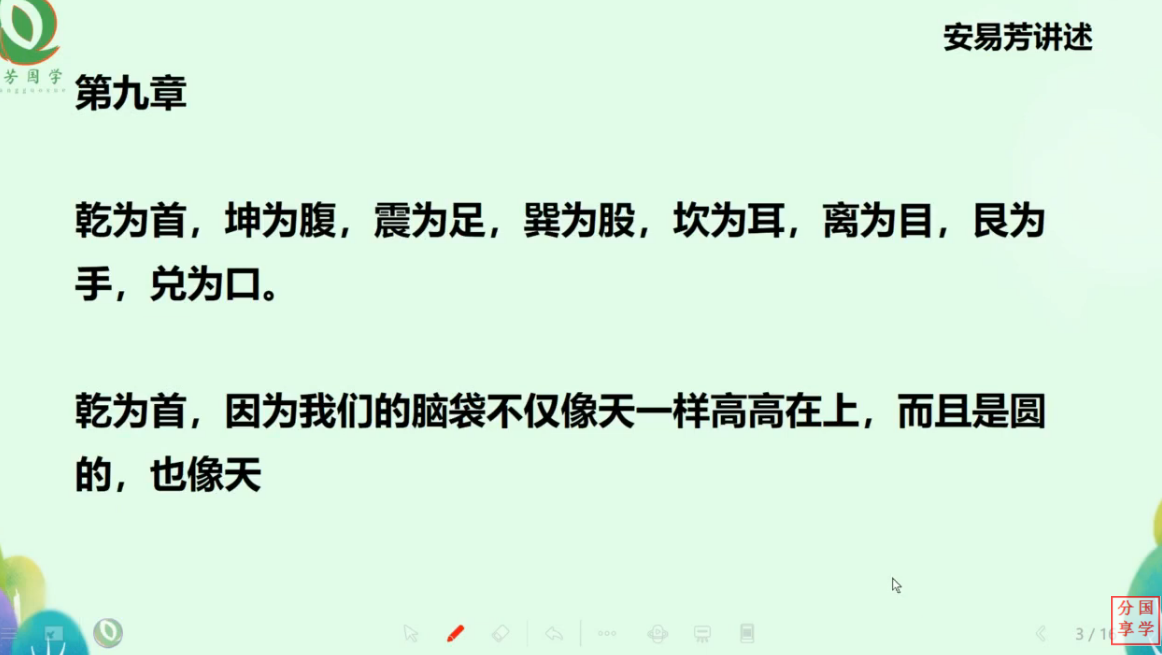 安易芳讲述
芳国学
第九章
乾为首，坤为腹，震为足，巽为股，坎为耳，离为目，艮为
手，兑为口。
乾为首，因为我们的脑袋不仅像天一样高高在上，而且是圆
的，也像天
分国
享学
3 / 16